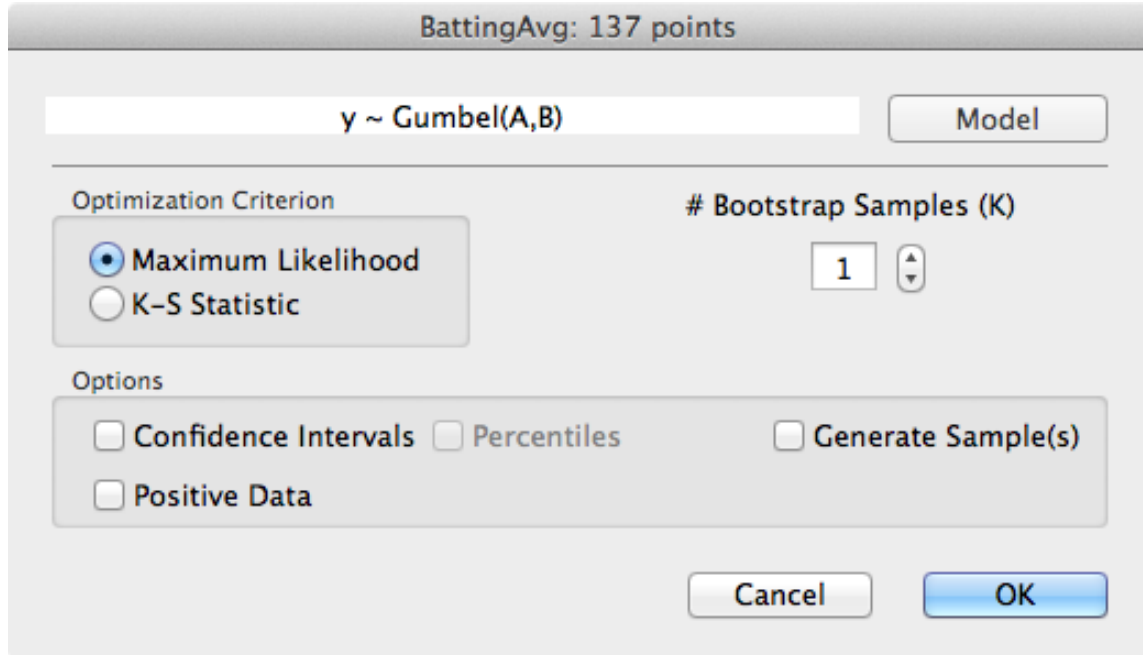 BattingAvg: 137 points
y ~ Gumbel(A,B)
Model
Optimization Criterion
# Bootstrap Samples (K)
Maximum Likelihood
1
K-S Statistic
Options
Confidence Intervals
Percentiles
Generate Sample(s)
Positive Data
Cancel
OK